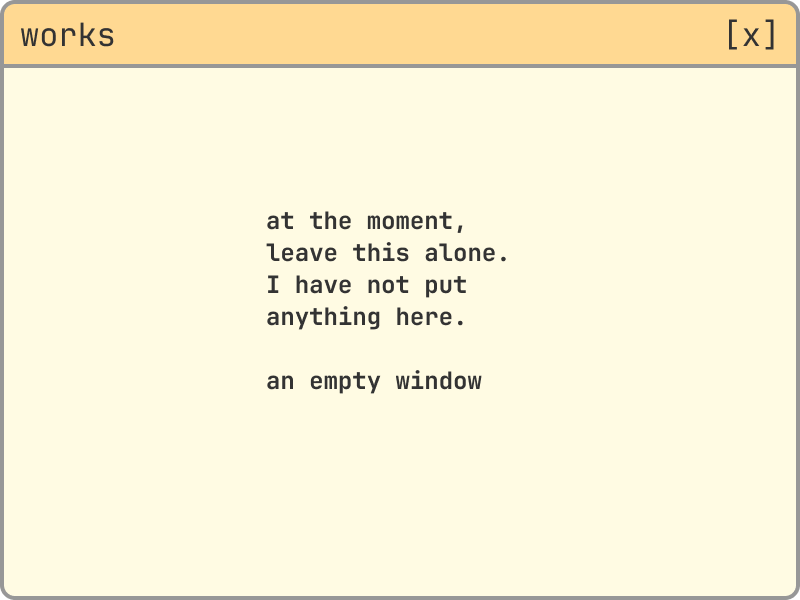 works [x]
at the moment,
leave this alone.
I have not put
anything here.
an empty window